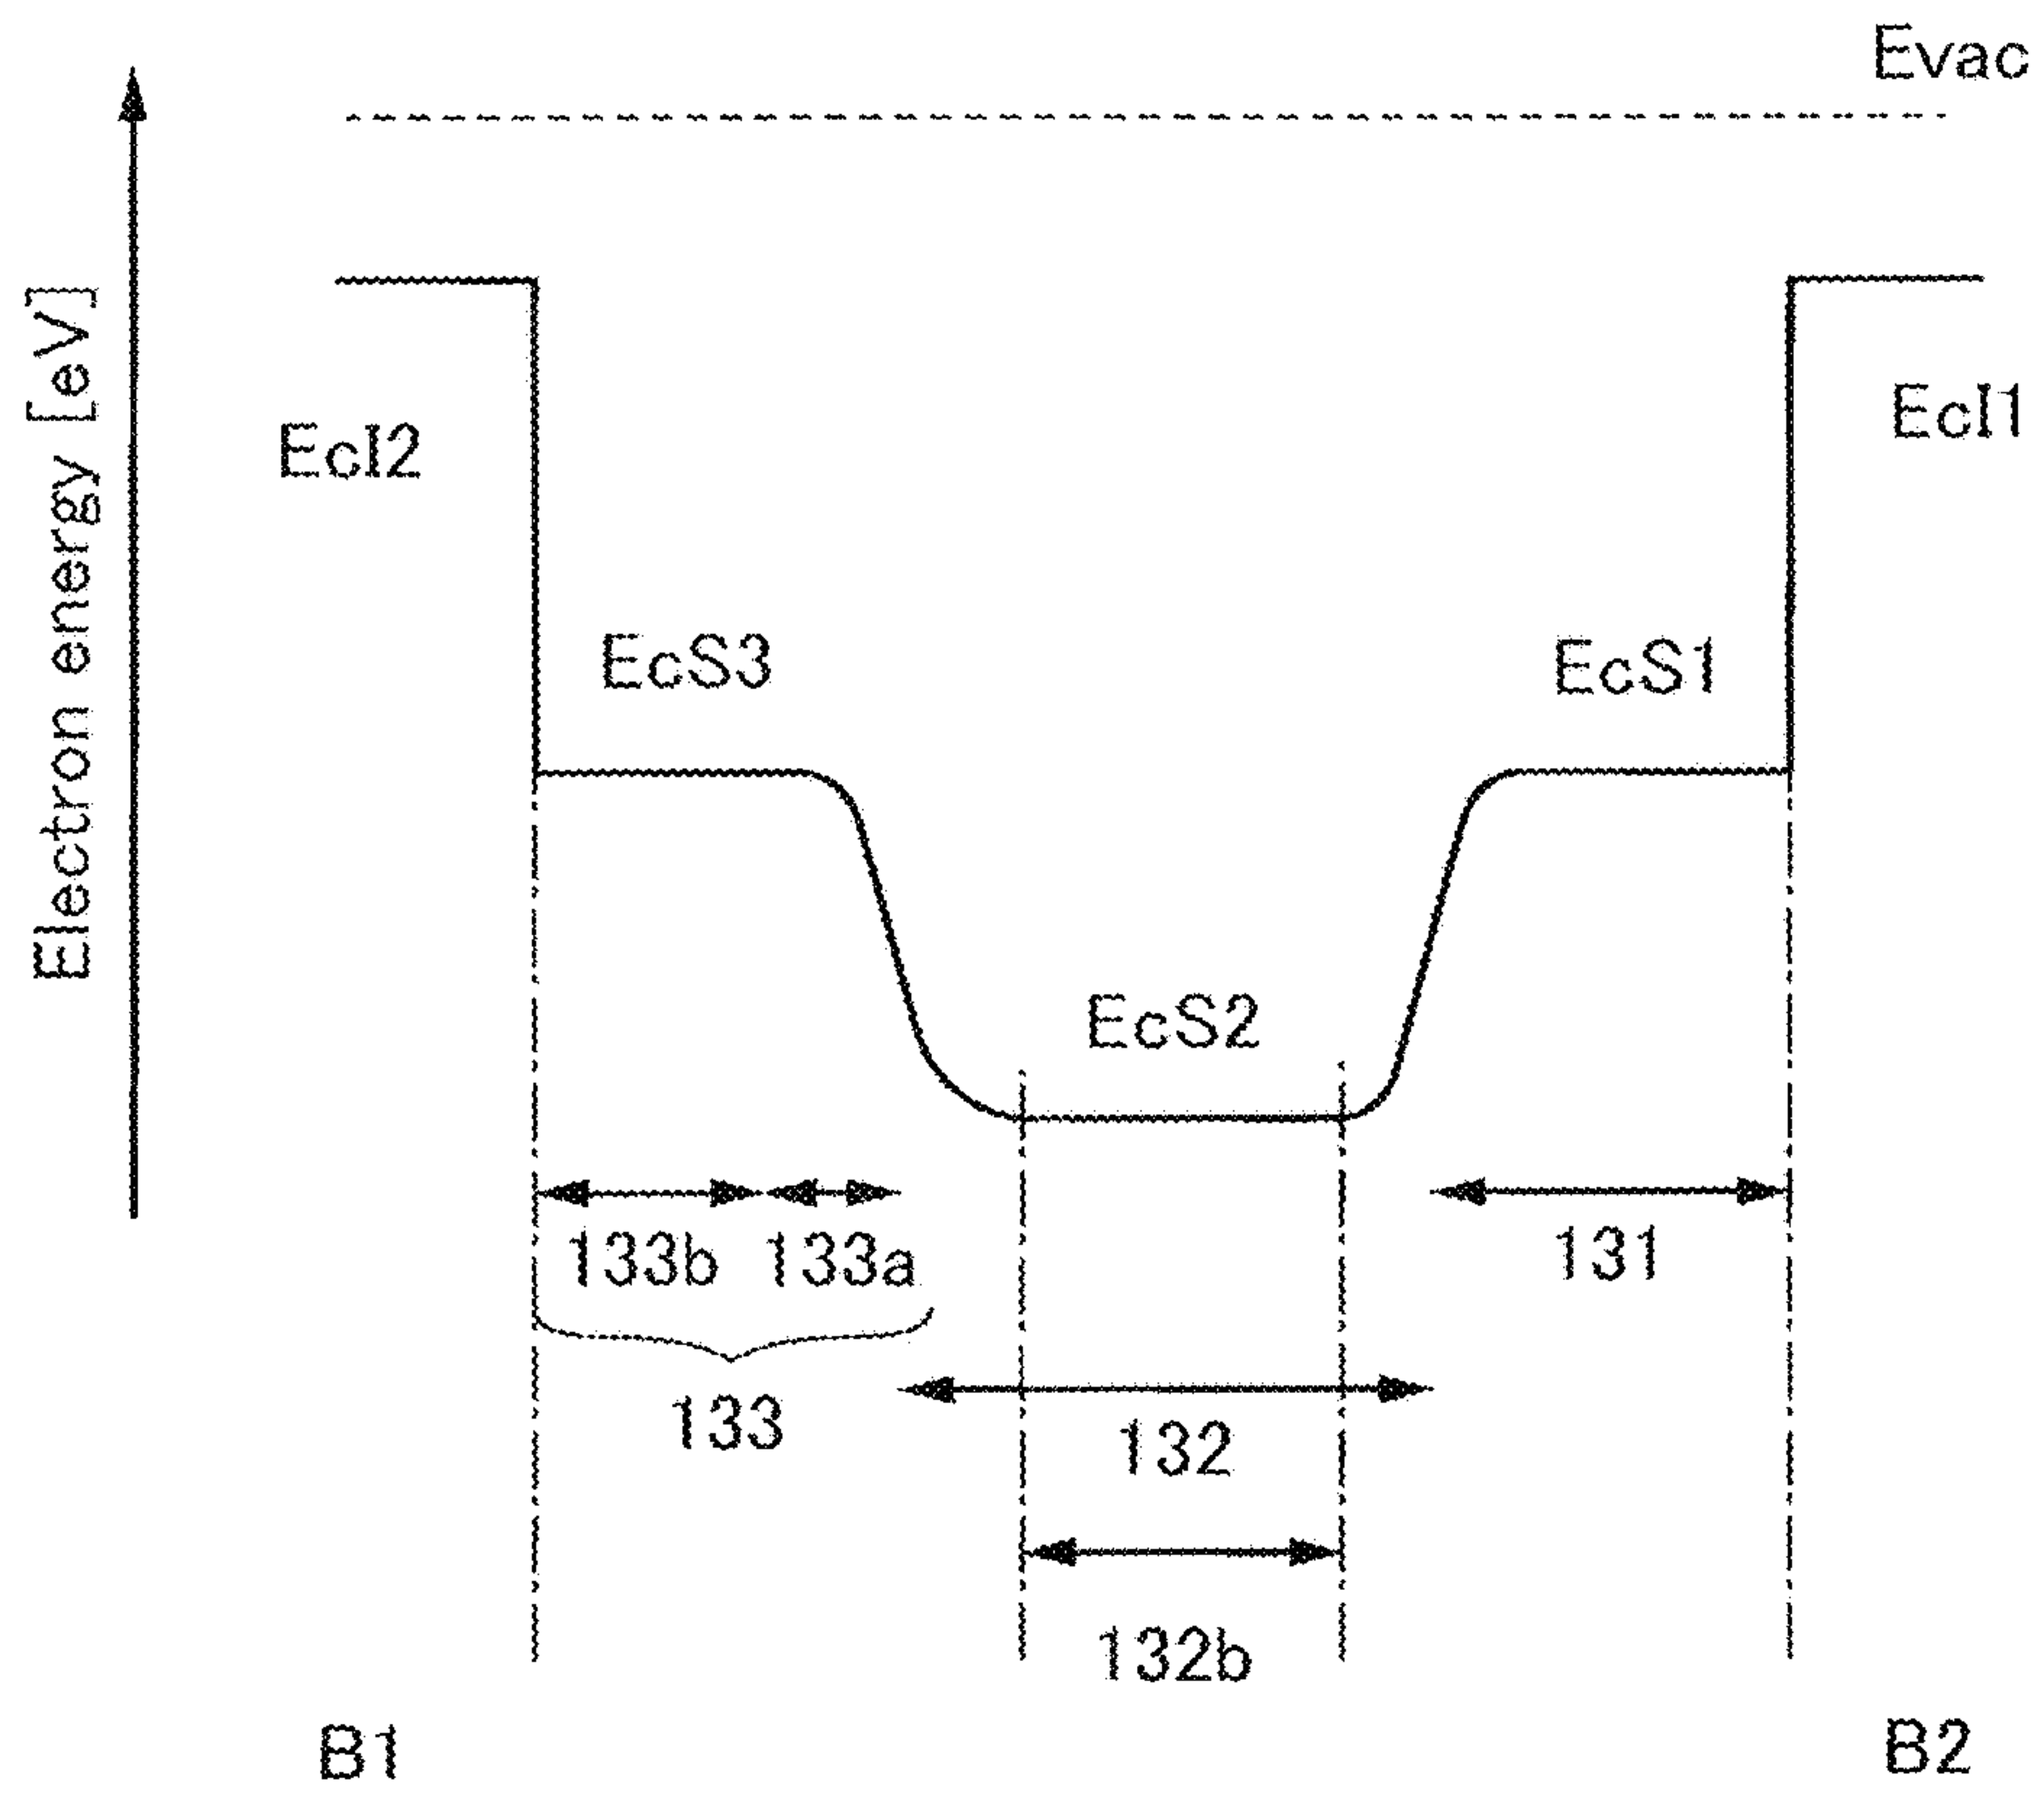 Evac
Electron energy [eV]
EcI2
EcI1
EcS3
EcS1
EcS2
133b
133a
131
133
132
132b
B1
B2